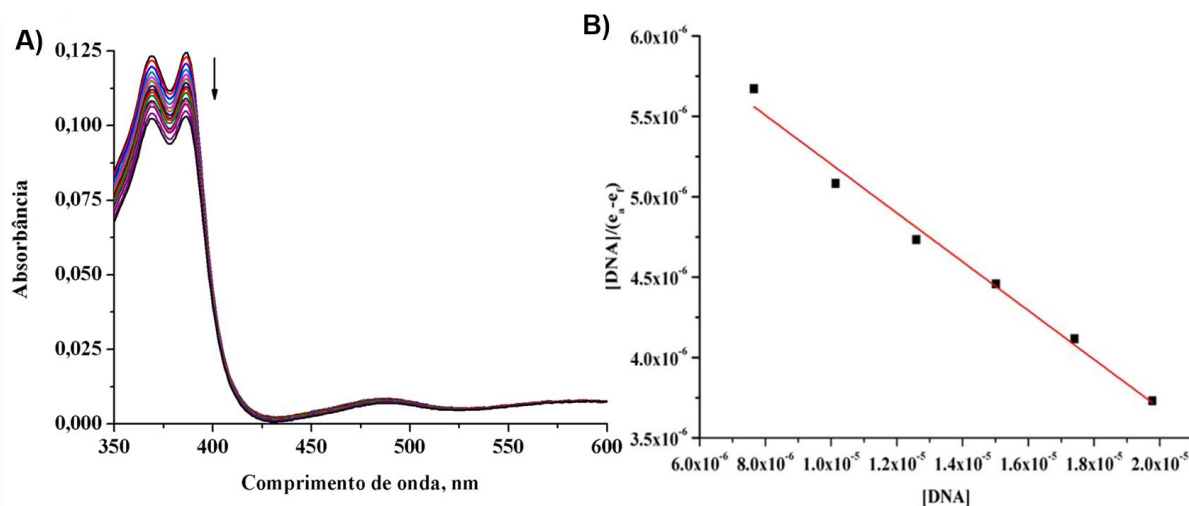 A)
0,125
0,100
0,050
0,025
0,000
350
400
450
500
550
600
Absorbância
Comprimento de onda, nm
B)
6.0x10⁻⁶
5.5x10⁻⁶
5.0x10⁻⁶
4.5x10⁻⁶
4.0x10⁻⁶
3.5x10⁻⁶
6.0x10⁻⁶
8.0x10⁻⁶
1.0x10⁻⁵
1.2x10⁻⁵
1.4x10⁻⁵
1.6x10⁻⁵
1.8x10⁻⁵
2.0x10⁻⁵
[DNA]/(eₐ-e_f)
[DNA]